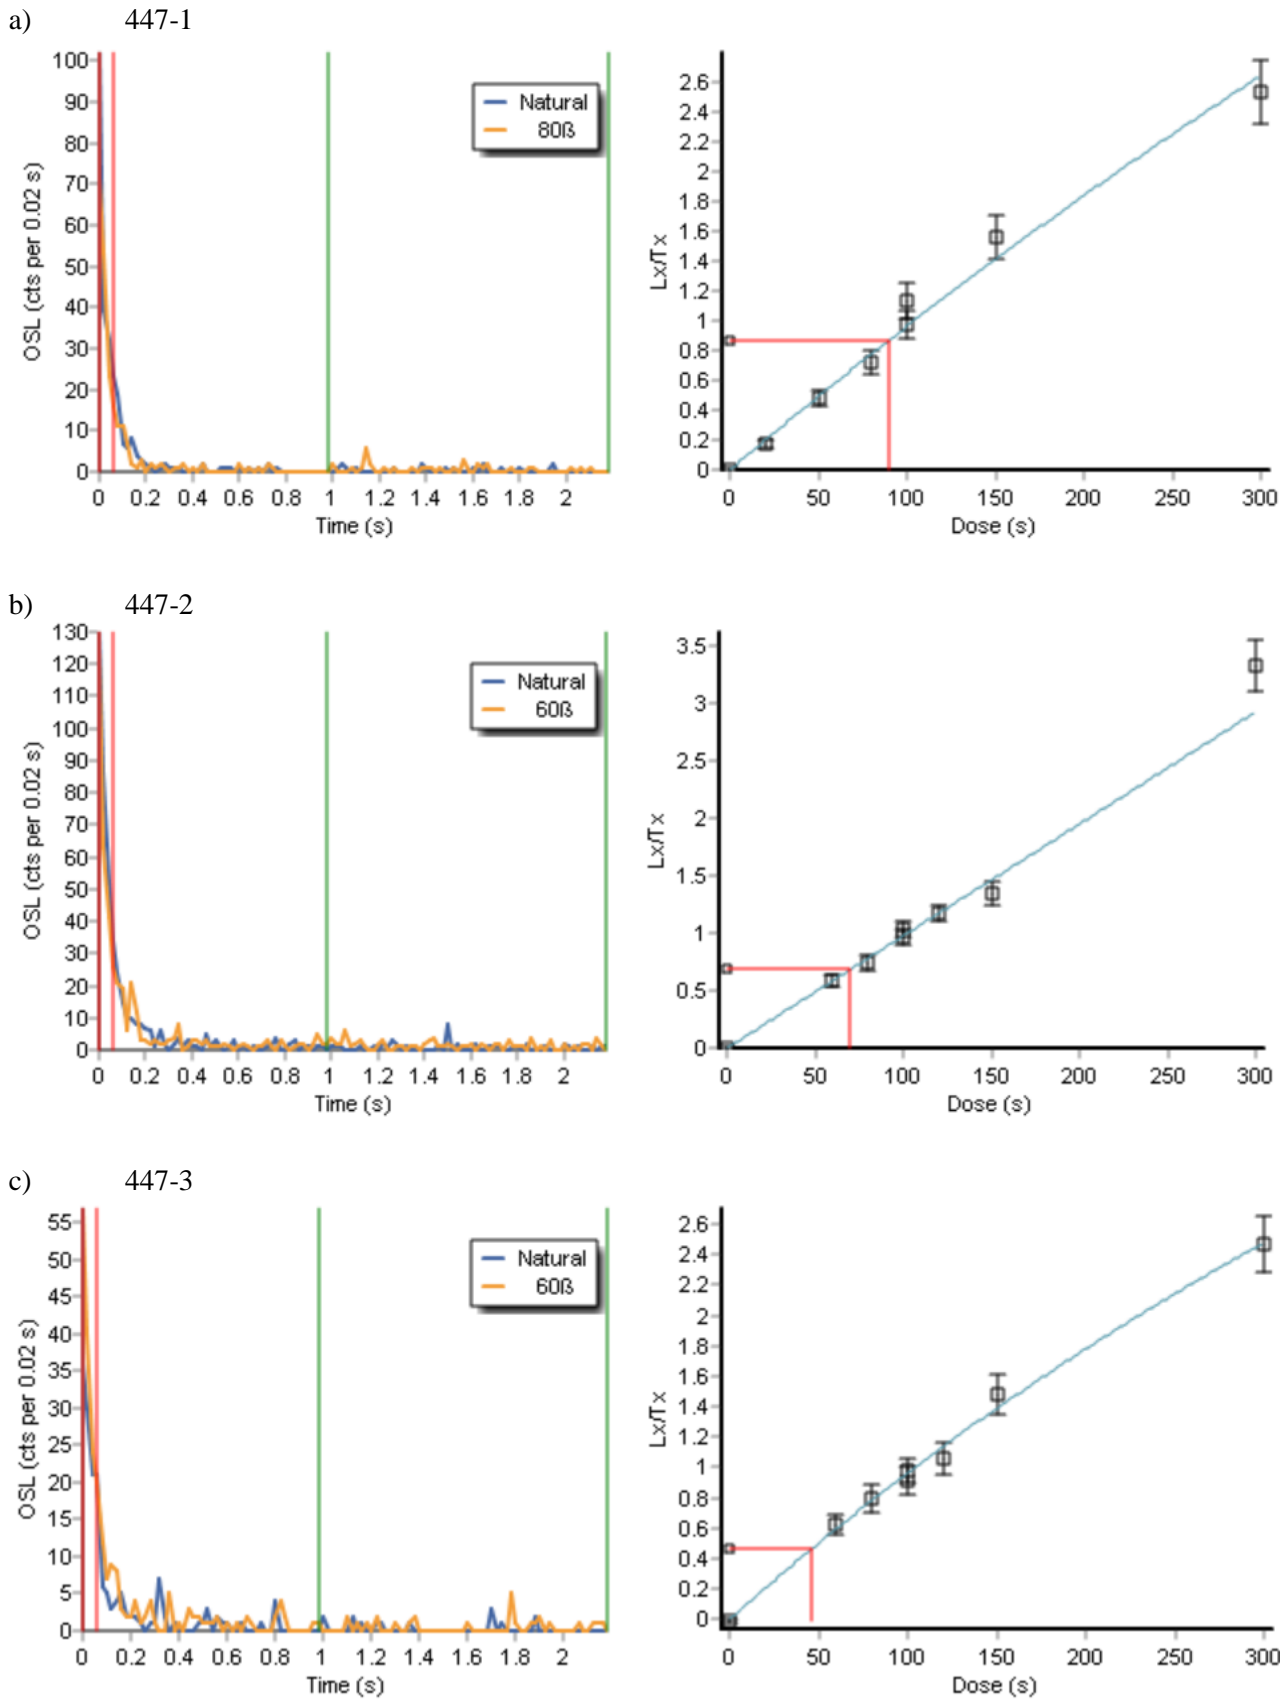 a) 447-1
OSL (cts per 0.02 s)
100
90
80
70
60
50
40
30
20
10
0
Natural
80ß
0 0.2 0.4 0.6 0.8 1 1.2 1.4 1.6 1.8 2
Time (s)
Lx/Tx
2.6
2.4
2.2
2
1.8
1.6
1.4
1.2
1
0.8
0.6
0.4
0.2
0
0 50 100 150 200 250 300
Dose (s)
b) 447-2
OSL (cts per 0.02 s)
130
120
110
100
90
80
70
60
50
40
30
20
10
0
Natural
60ß
0 0.2 0.4 0.6 0.8 1 1.2 1.4 1.6 1.8 2
Time (s)
Lx/Tx
3.5
3
2.5
2
1.5
1
0.5
0
0 50 100 150 200 250 300
Dose (s)
c) 447-3
OSL (cts per 0.02 s)
55
50
45
40
35
30
25
20
15
10
5
0
Natural
60ß
0 0.2 0.4 0.6 0.8 1 1.2 1.4 1.6 1.8 2
Time (s)
Lx/Tx
2.6
2.4
2.2
2
1.8
1.6
1.4
1.2
1
0.8
0.6
0.4
0.2
0
0 50 100 150 200 250 300
Dose (s)